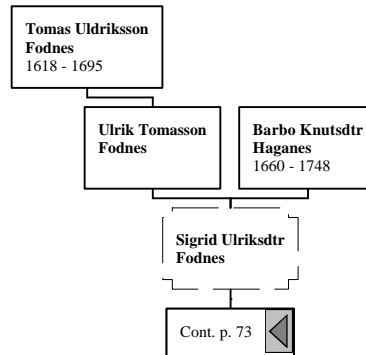 Tomas Uldriksson
Fodnes
1618 - 1695
Ulrik Tomasson
Fodnes
Barbo Knutsdtr
Haganes
1660 - 1748
Sigrid Ulriksdtr
Fodnes
Cont. p. 73